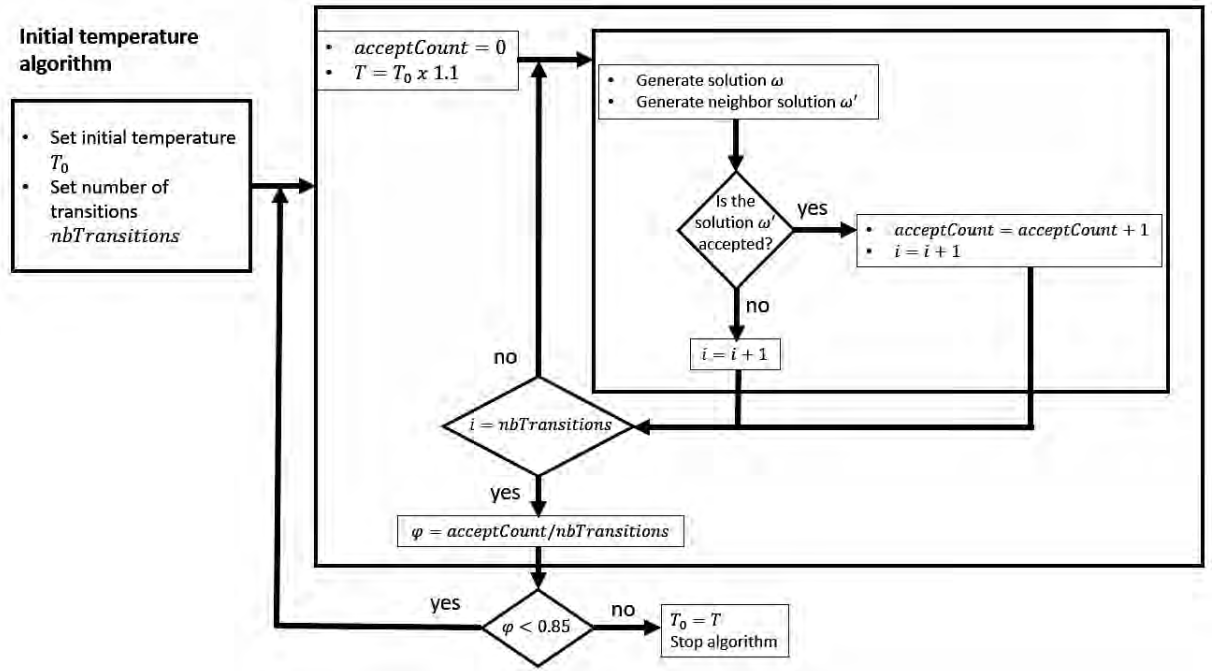 Initial temperature
algorithm
• Set initial temperature
T₀
• Set number of
transitions
nbTransitions
• acceptCount = 0
• T = T₀ x 1.1
• Generate solution ω
• Generate neighbor solution ω′
Is the
solution ω′
accepted?
yes
• acceptCount = acceptCount + 1
• i = i + 1
no
i = i + 1
no
i = nbTransitions
yes
φ = acceptCount/nbTransitions
yes
φ < 0.85
no
T₀ = T
Stop algorithm